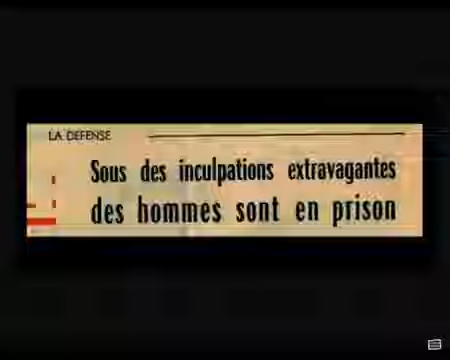 LA DEFENSE
Sous des inculpations extravagantes
des hommes sont en prison